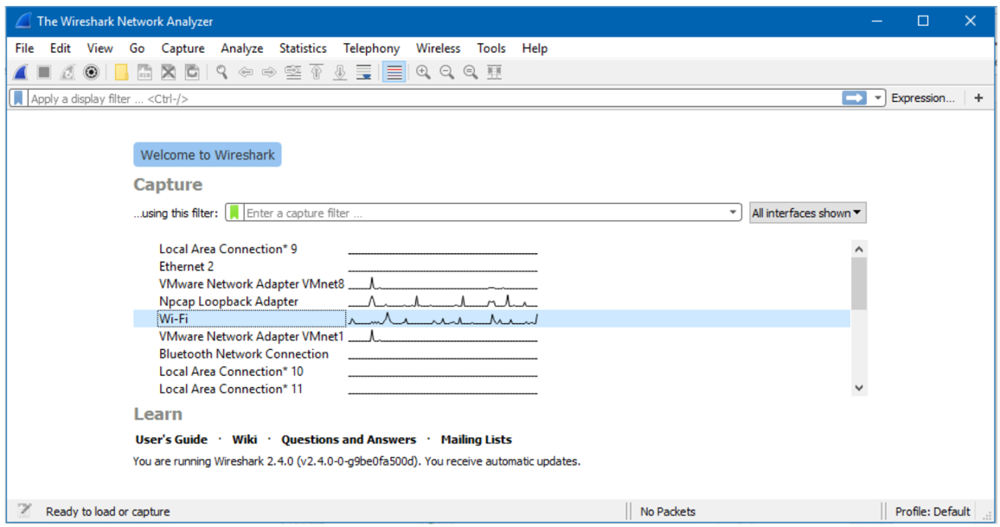 The Wireshark Network Analyzer
File Edit View Go Capture Analyze Statistics Telephony Wireless Tools Help
Apply a display filter ... <Ctrl-/> Expression... +
Welcome to Wireshark
Capture
...using this filter: Enter a capture filter ... All interfaces shown
Local Area Connection* 9
Ethernet 2
VMware Network Adapter VMnet8
Npcap Loopback Adapter
Wi-Fi
VMware Network Adapter VMnet1
Bluetooth Network Connection
Local Area Connection* 10
Local Area Connection* 11
Learn
User's Guide · Wiki · Questions and Answers · Mailing Lists
You are running Wireshark 2.4.0 (v2.4.0-0-g9be0fa500d). You receive automatic updates.
Ready to load or capture No Packets Profile: Default